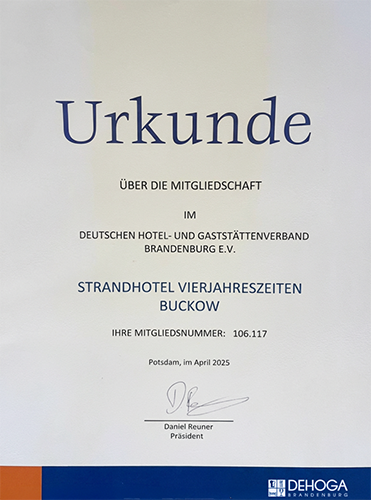 Urkunde
ÜBER DIE MITGLIEDSCHAFT
IM
DEUTSCHEN HOTEL- UND GASTSTÄTTENVERBAND
BRANDENBURG E.V.
STRANDHOTEL VIERJAHRESZEITEN
BUCKOW
IHRE MITGLIEDSNUMMER: 106.117
Potsdam, im April 2025
Daniel Reuner
Präsident
DEHOGA
BRANDENBURG